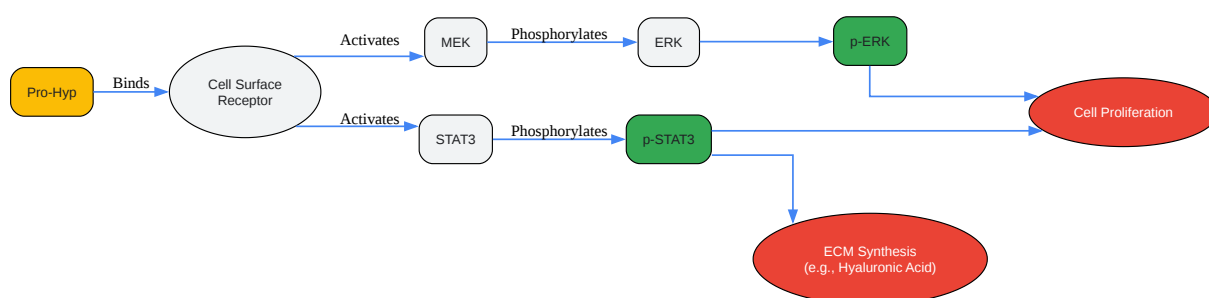 Pro-Hyp
Binds
Cell Surface
Receptor
Activates
MEK
Phosphorylates
ERK
p-ERK
Activates
STAT3
Phosphorylates
p-STAT3
Cell Proliferation
ECM Synthesis
(e.g., Hyaluronic Acid)